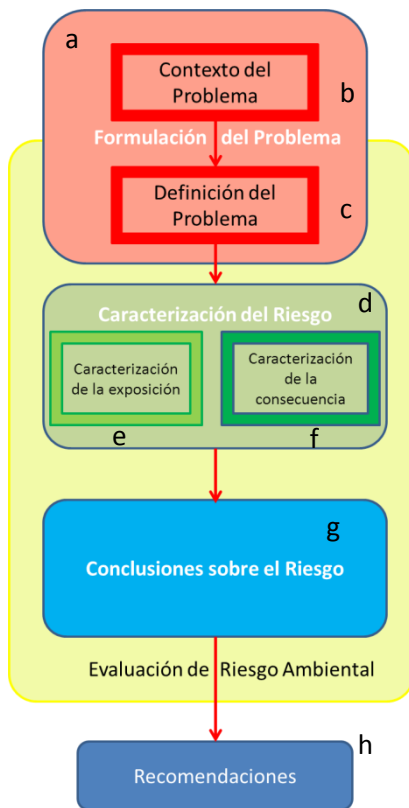 a
Contexto del
Problema
b
Formulación del Problema
Definición del
Problema
c
d
Caracterización del Riesgo
Caracterización
de la exposición
Caracterización
de la
consecuencia
e
f
g
Conclusiones sobre el Riesgo
Evaluación de Riesgo Ambiental
h
Recomendaciones